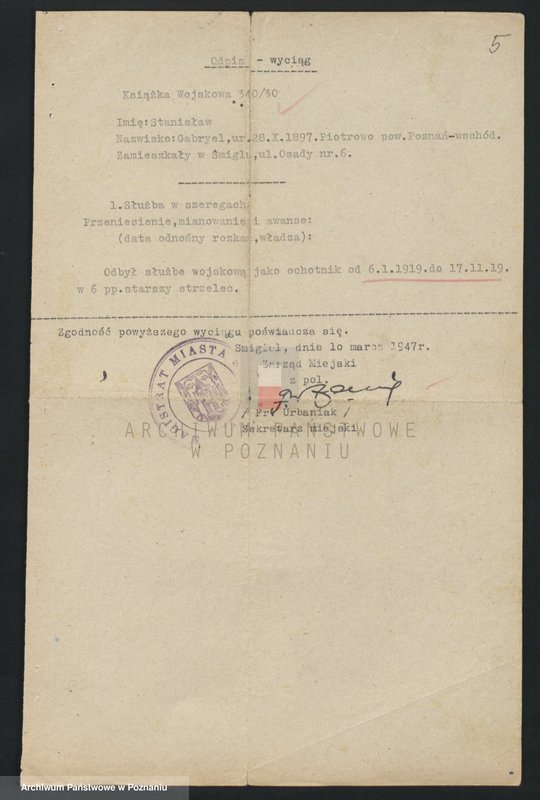 5
Odpis - wyciąg
Książka Wojskowa 340/30
Imię:Stanisław
Nazwisko:Gabryel,ur.28.X.1897.Piotrowo pow.Poznań-wschód.
Zamieszkały w Śmiglu,ul.Osady nr.6.
1.Służba w szeregach:
Przeniesienie,mianowanie i awanse:
(data odnośny rozkaz,władza):
Odbył służbe wojskową jako ochotnik od 6.1.1919.do 17.11.19.
w 6 pp.starszy strzelec.
Zgodność powyższego wyciągu poświadcza się.
Śmigiel, dnia 10 marca 1947r.
Zarząd Miejski
z pol.
/ Fr. Urbaniak /
Sekretarz miejski
MAGISTRAT MIASTA
ARCHIWUM PAŃSTWOWE
W POZNANIU
Archiwum Państwowe w Poznaniu